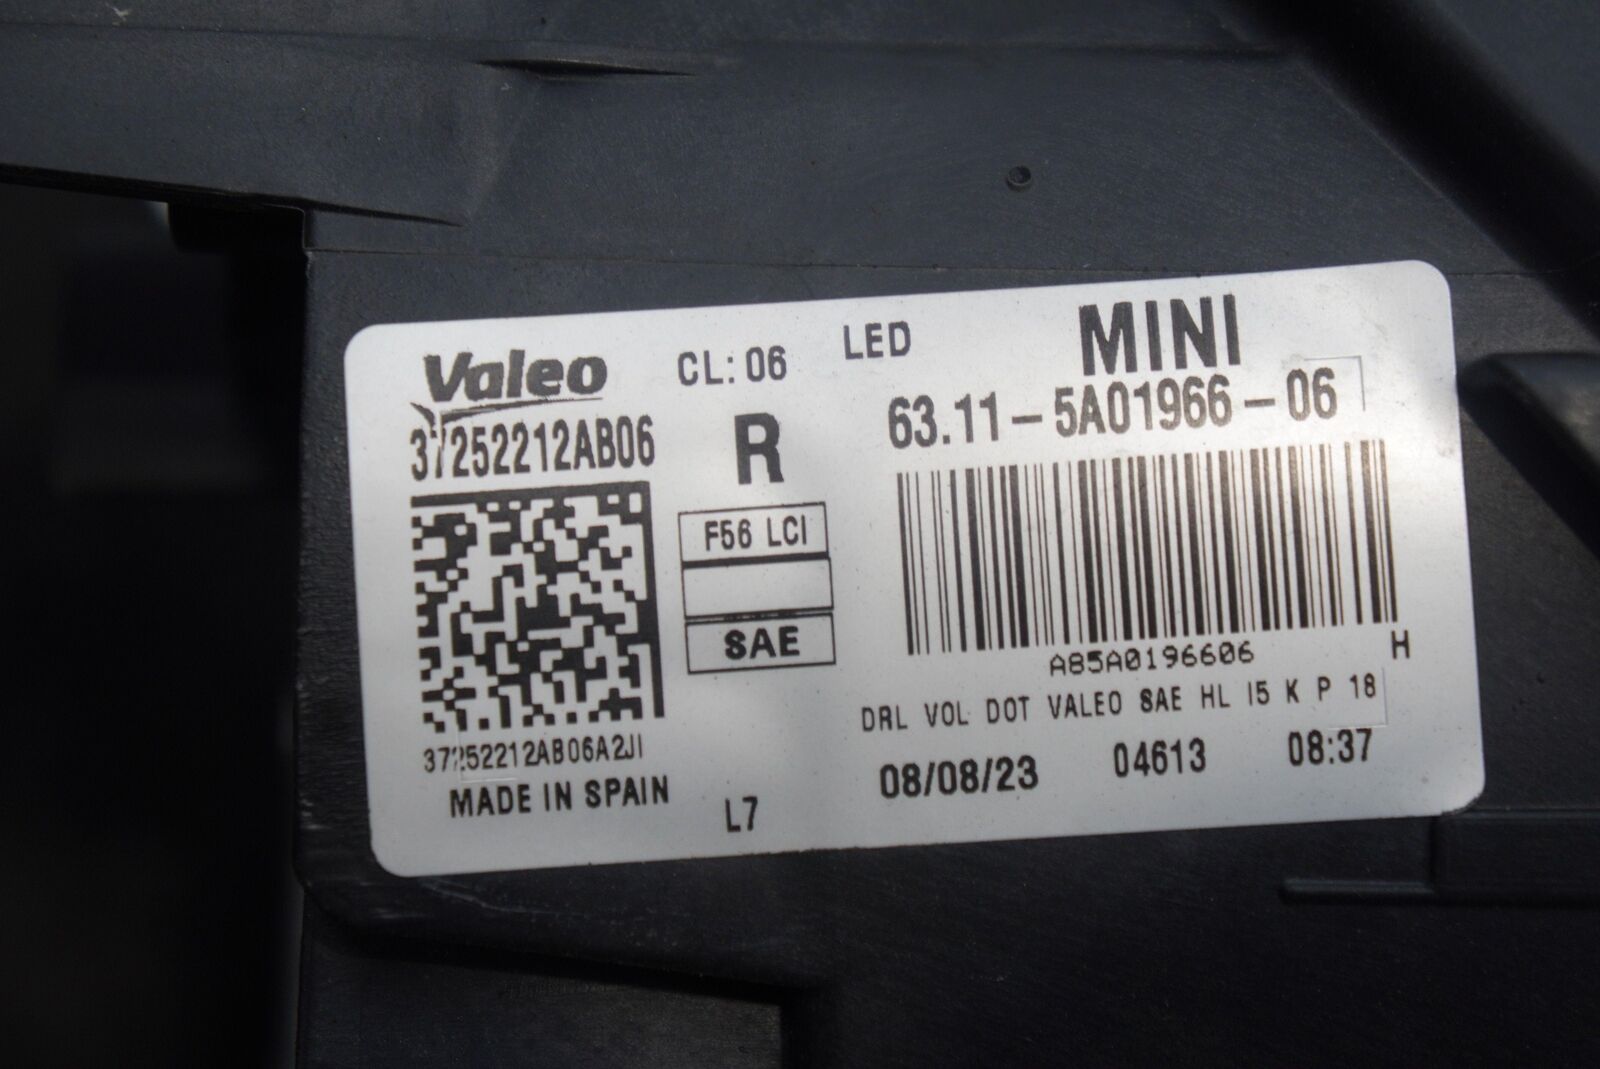 Valeo
CL: 06
LED
MINI
37252212AB06
R
63.11-5A01966-06
F56 LCI
SAE
A85A0196606
H
DRL VOL DOT VALEO SAE HL I5 K P 18
37252212AB06A2JI
MADE IN SPAIN
L7
08/08/23
04613
08:37